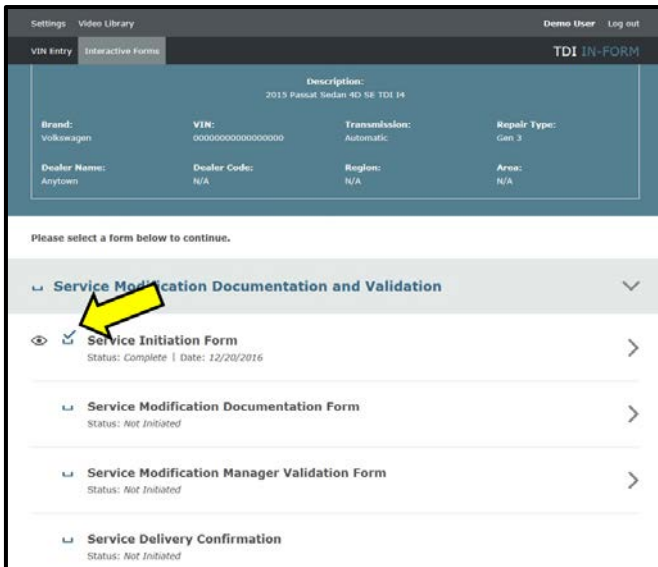 Settings Video Library Demo User Log out
VIN Entry Interactive Forms TDI IN-FORM
Description:
2015 Passat Sedan 4D SE TDI I4
Brand: VIN: Transmission: Repair Type:
Volkswagen 00000000000000000 Automatic Gen 3
Dealer Name: Dealer Code: Region: Area:
Anytown N/A N/A N/A
Please select a form below to continue.
Service Modification Documentation and Validation
Service Initiation Form
Status: Complete | Date: 12/20/2016
Service Modification Documentation Form
Status: Not Initiated
Service Modification Manager Validation Form
Status: Not Initiated
Service Delivery Confirmation
Status: Not Initiated